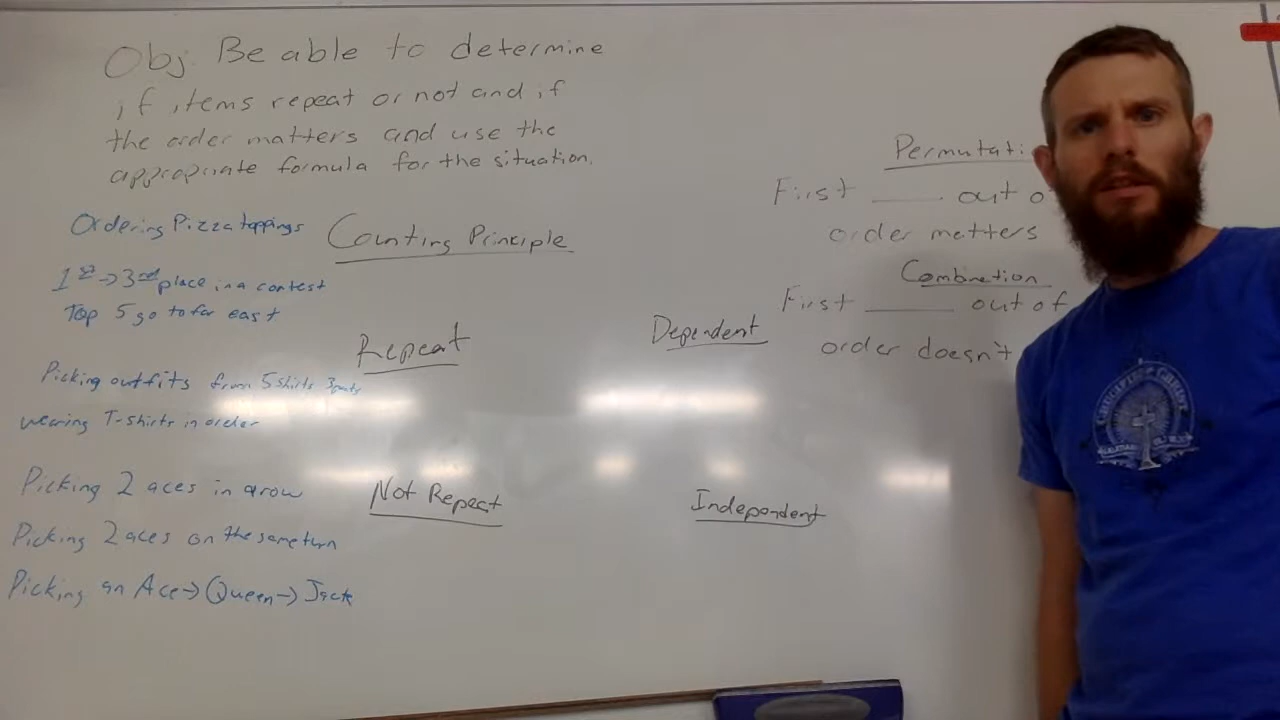 Obj: Be able to determine
if items repeat or not and if
the order matters and use the
appropriate formula for the situation.
Ordering Pizza toppings
1st→3rd place in a contest
Top 5 go to far east
Picking outfits from 5 shirts 3 pants
wearing T-shirts in order
Picking 2 aces in a row
Picking 2 aces on the same turn
Picking an Ace→Queen→Jack
Counting Principle
Repeat
Not Repeat
Dependent
Independent
Permutati
First ____ out o
order matters
Combination
First ____ out of
order doesn't